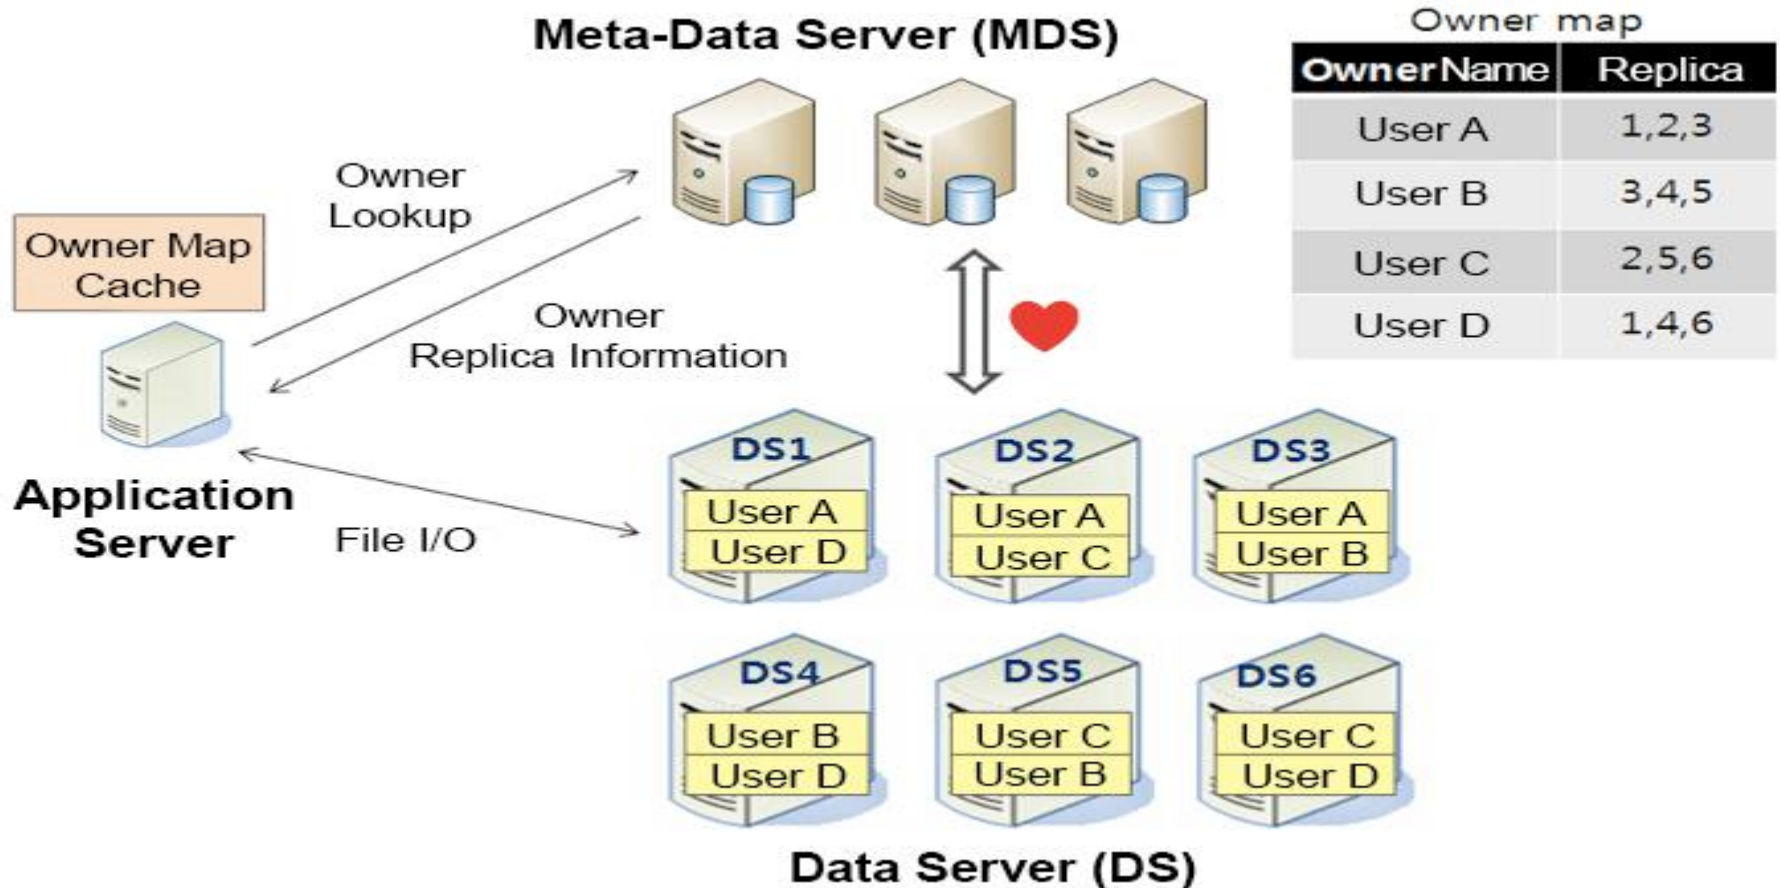 Meta-Data Server (MDS)
Owner map
Owner Name Replica
User A 1,2,3
User B 3,4,5
User C 2,5,6
User D 1,4,6
Owner
Lookup
Owner Map
Cache
Owner
Replica Information
Application
Server
File I/O
DS1
User A
User D
DS2
User A
User C
DS3
User A
User B
DS4
User B
User D
DS5
User C
User B
DS6
User C
User D
Data Server (DS)